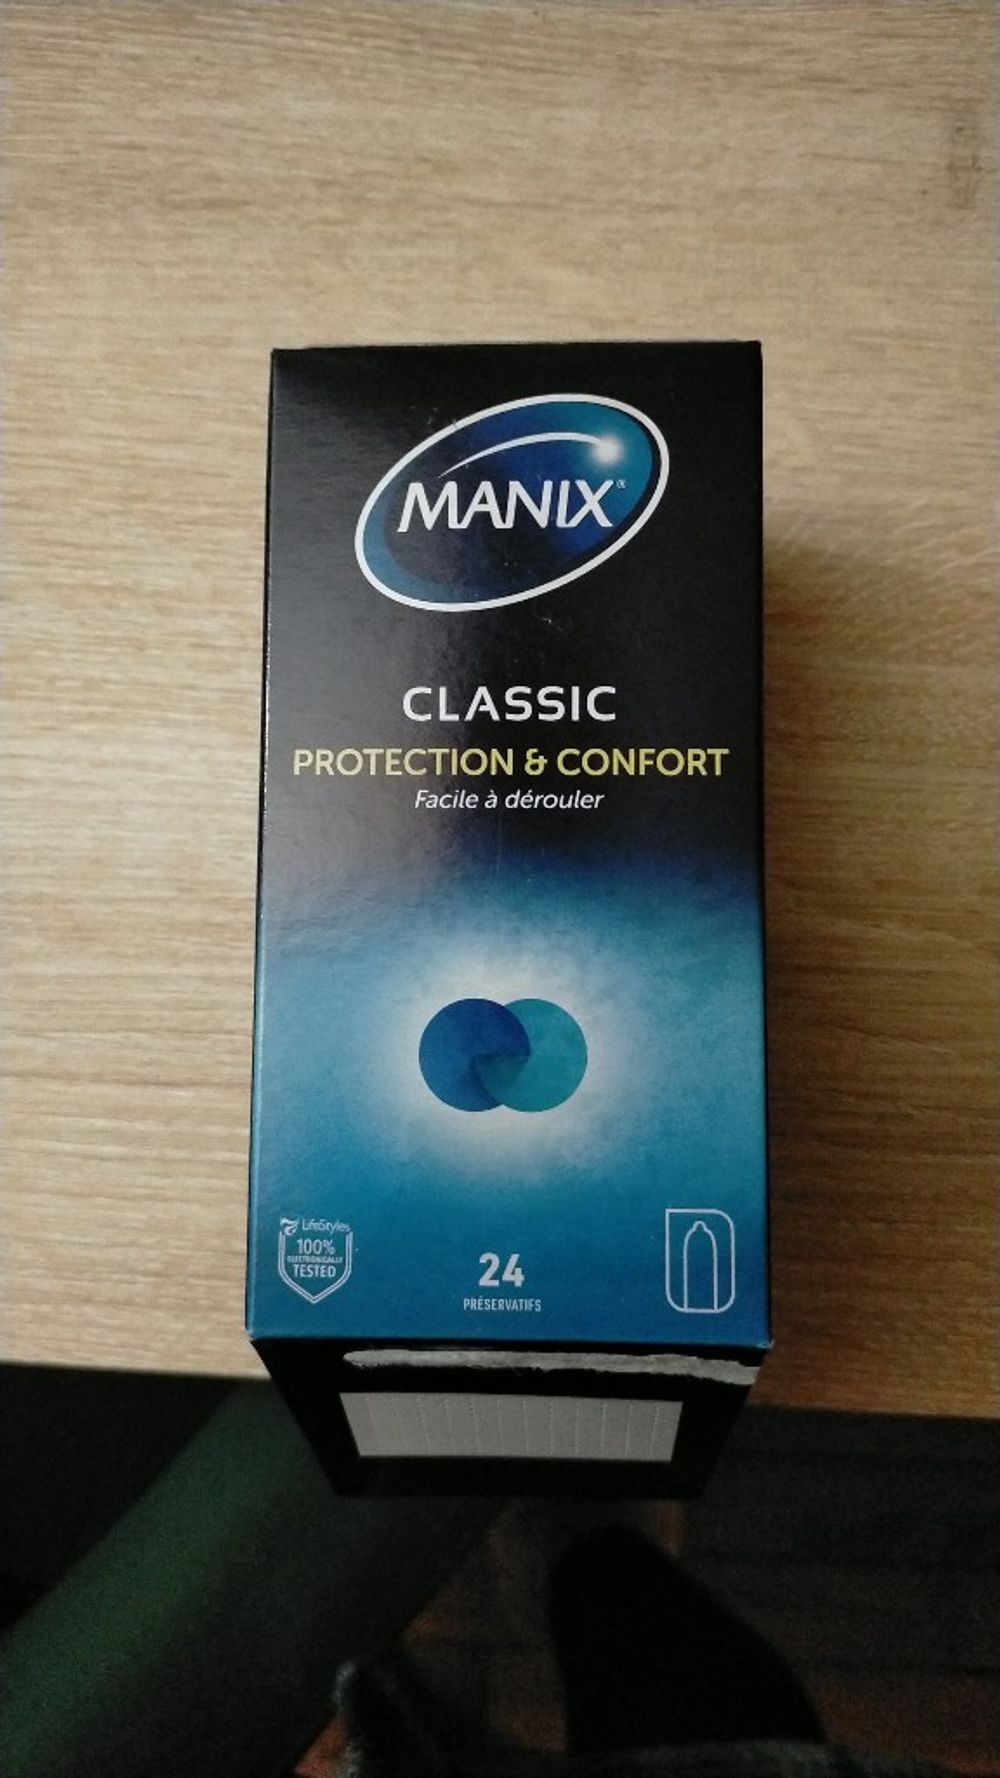 MANIX®
CLASSIC
PROTECTION & CONFORT
Facile à dérouler
LifeStyles
100%
ELECTRONICALLY
TESTED
24
PRÉSERVATIFS